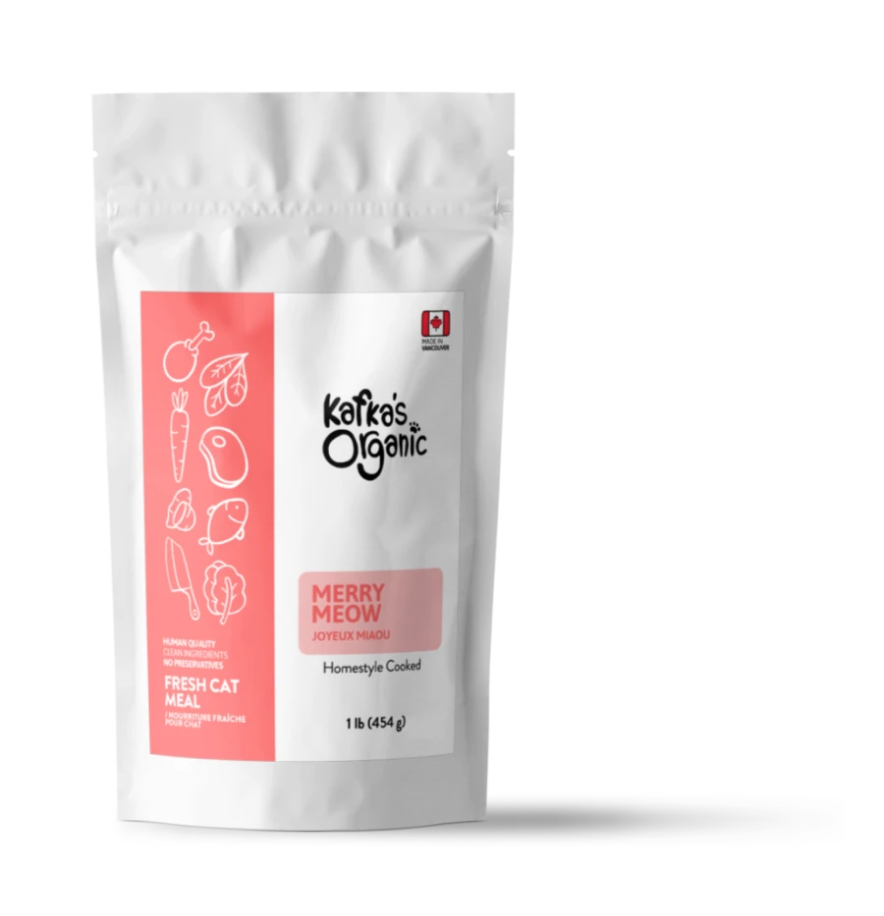 MADE IN
VANCOUVER
Kafka's
Organic
MERRY
MEOW
JOYEUX MIAOU
Homestyle Cooked
1 lb (454 g)
HUMAN QUALITY
CLEAN INGREDIENTS
NO PRESERVATIVES
FRESH CAT
MEAL
/ NOURRITURE FRAÎCHE
POUR CHAT